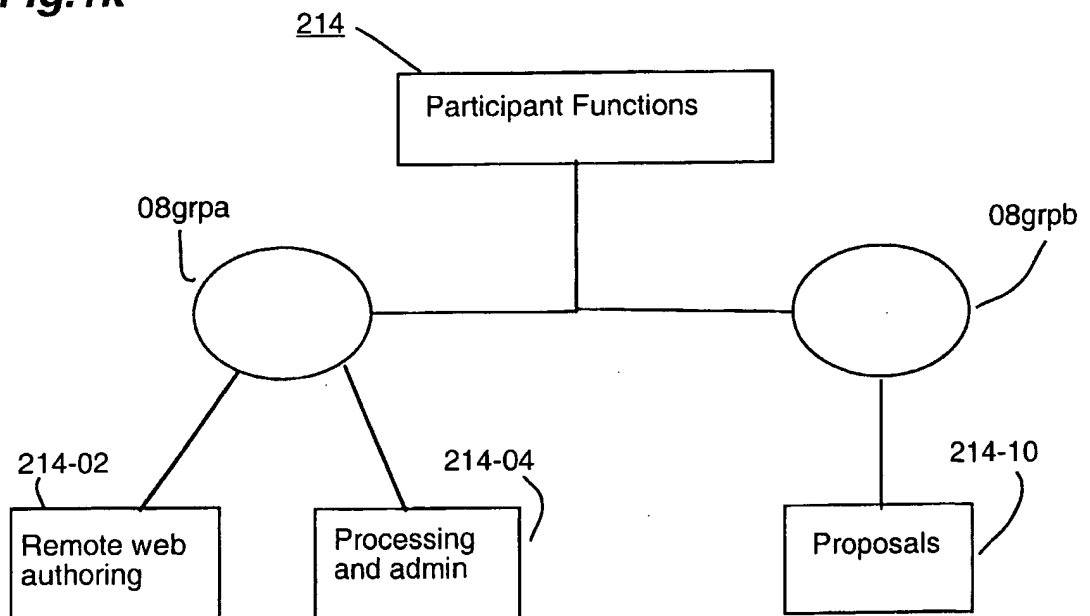 Fig.1k
214
Participant Functions
08grpa
08grpb
214-02
214-04
214-10
Remote web
authoring
Processing
and admin
Proposals